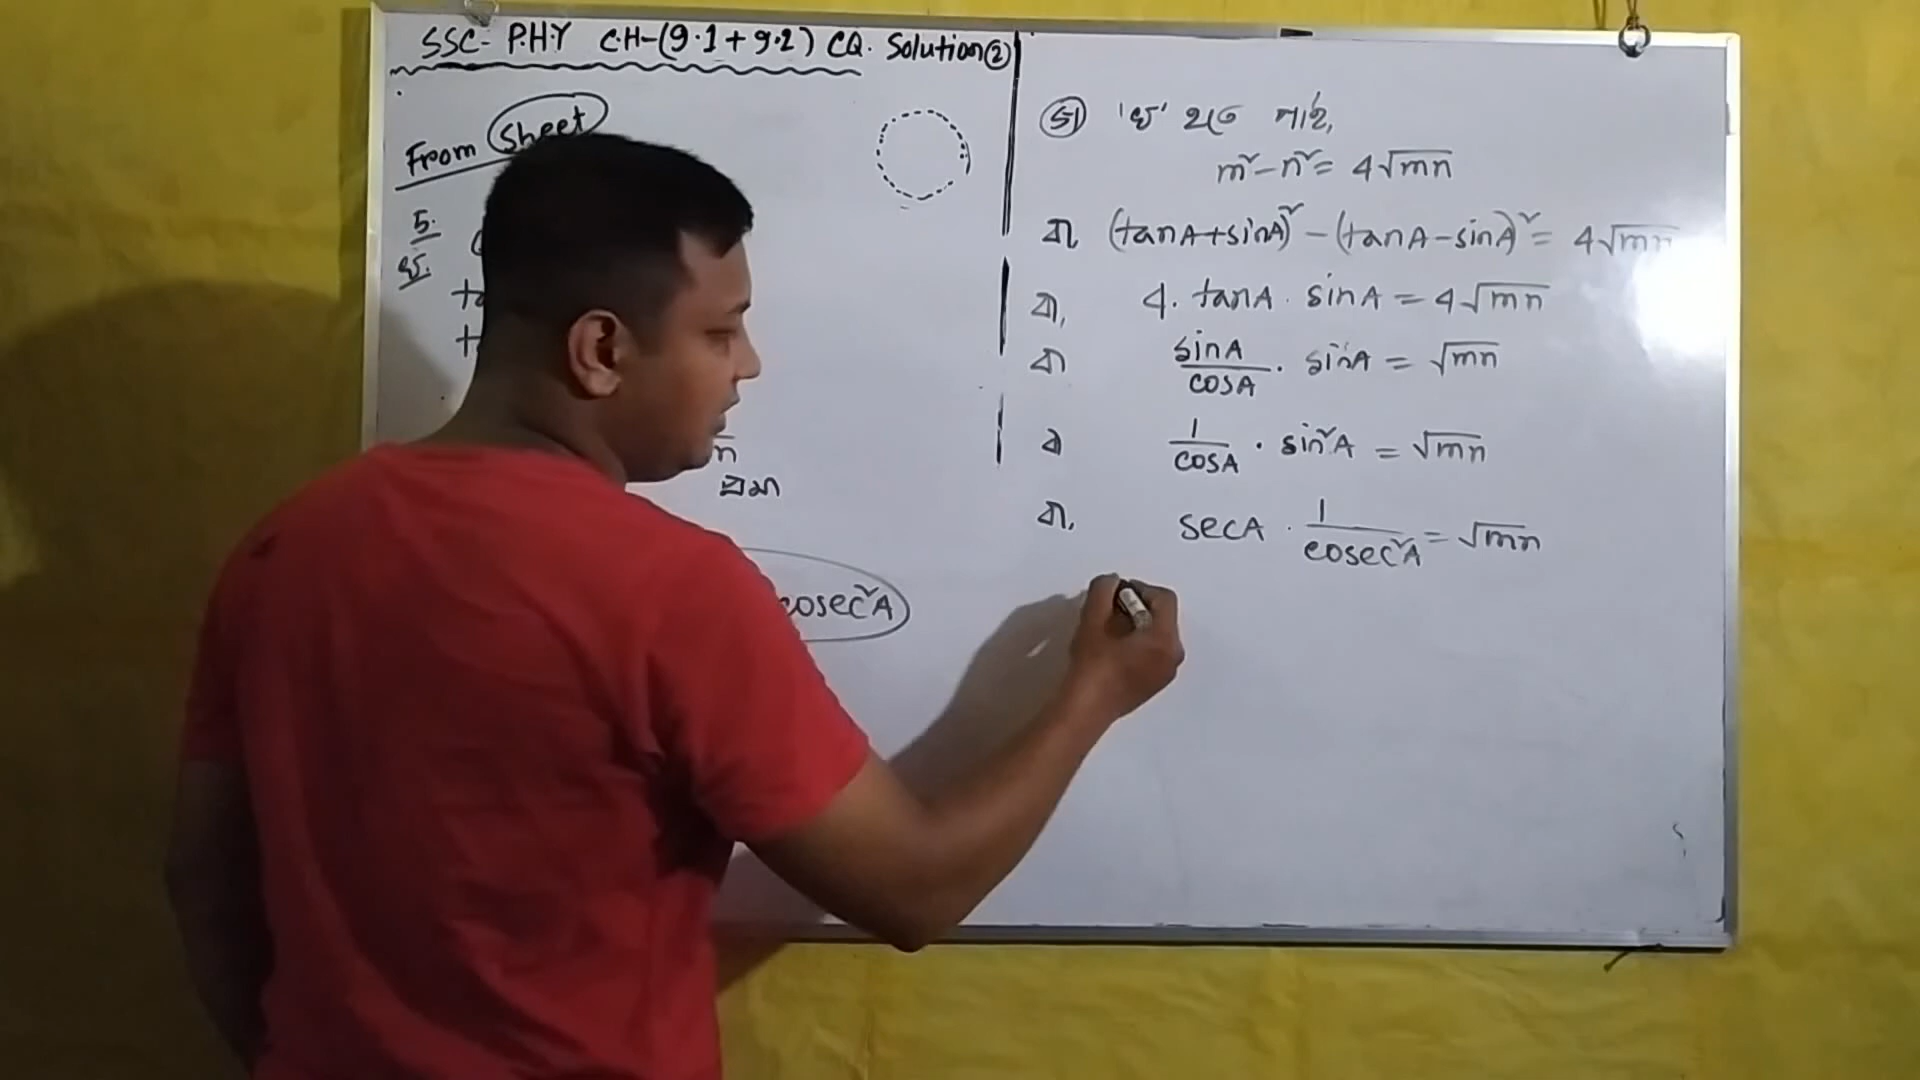 SSC- P.H.Y CH-(9.1+9.2) CQ. Solution②
From Sheet
5.
খ.
ta
ta
n
cosec²A
গ 'খ' হতে পাই,
m²-n²= 4√mn
বা, (tanA+sinA)² - (tanA-sinA)² = 4√mn
বা, 4. tanA . sinA = 4√mn
বা sinA/cosA . sinA = √mn
বা 1/cosA . sin²A = √mn
বা, secA . 1/cosec²A = √mn